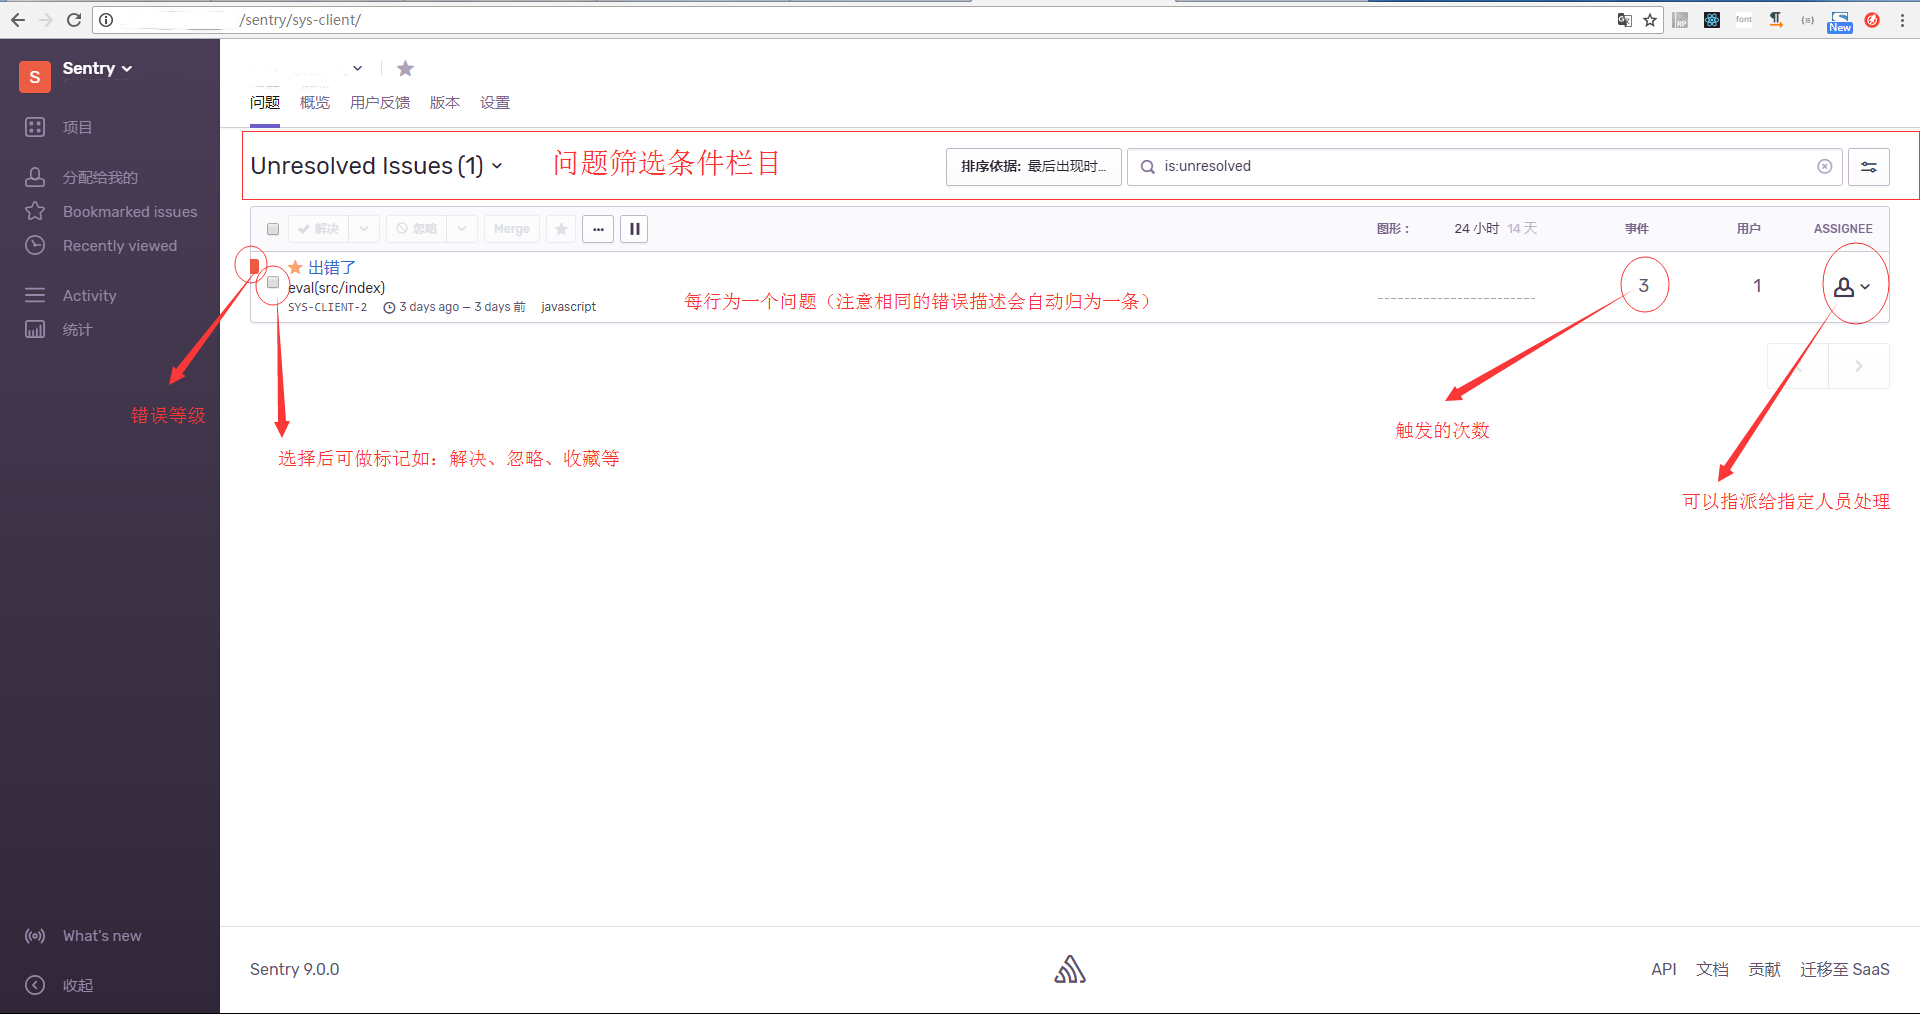 /sentry/sys-client/
RP
font
New
S
Sentry
项目
分配给我的
Bookmarked issues
Recently viewed
Activity
统计
What's new
收起
问题 概览 用户反馈 版本 设置
Unresolved Issues (1)
问题筛选条件栏目
排序依据: 最后出现时...
is:unresolved
解决
忽略
Merge
图形：
24 小时 14 天
事件
用户
ASSIGNEE
出错了
eval(src/index)
SYS-CLIENT-2
3 days ago — 3 days 前
javascript
每行为一个问题（注意相同的错误描述会自动归为一条）
3
1
错误等级
选择后可做标记如：解决、忽略、收藏等
触发的次数
可以指派给指定人员处理
Sentry 9.0.0
API 文档 贡献 迁移至 SaaS